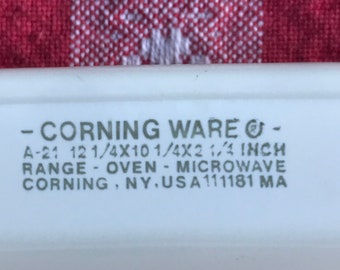 - CORNING WARE ® -
A-21 12 1/4X10 1/4X2 1/4 INCH
RANGE - OVEN - MICROWAVE
CORNING , NY, USA 111181 MA